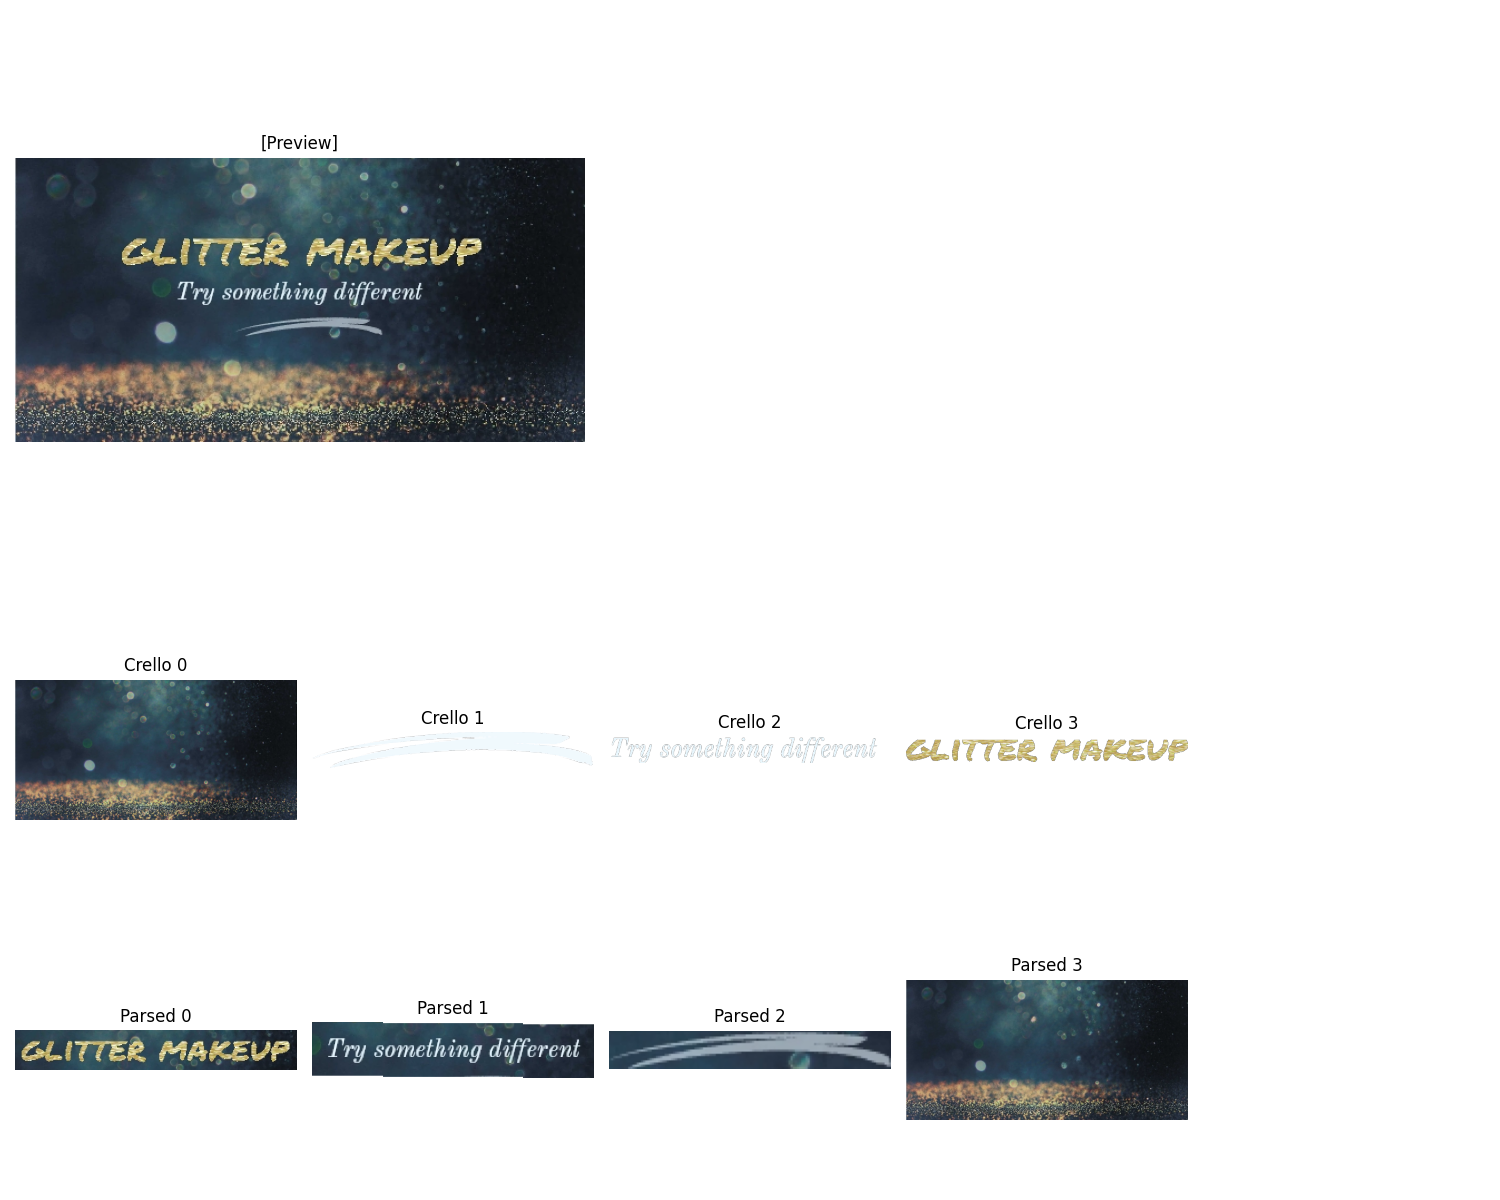 [Preview]
GLITTER MAKEUP
Try something different
Crello 0
Crello 1
Crello 2
Crello 3
Try something different
GLITTER MAKEUP
Parsed 0
Parsed 1
Parsed 2
Parsed 3
GLITTER MAKEUP
Try something different